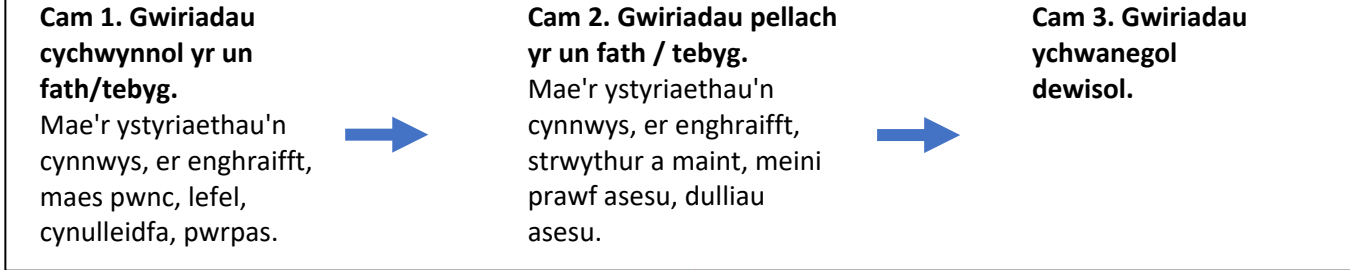 Cam 1. Gwiriadau
cychwynnol yr un
fath/tebyg.
Mae'r ystyriaethau'n
cynnwys, er enghraifft,
maes pwnc, lefel,
cynulleidfa, pwrpas.
Cam 2. Gwiriadau pellach
yr un fath / tebyg.
Mae'r ystyriaethau'n
cynnwys, er enghraifft,
strwythur a maint, meini
prawf asesu, dulliau
asesu.
Cam 3. Gwiriadau
ychwanegol
dewisol.